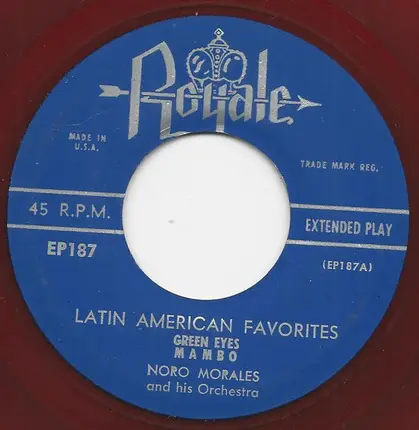 Royale
MADE IN
U.S.A.
TRADE MARK REG.
45 R.P.M.
EXTENDED PLAY
EP187
(EP187A)
LATIN AMERICAN FAVORITES
GREEN EYES
MAMBO
NORO MORALES
and his Orchestra